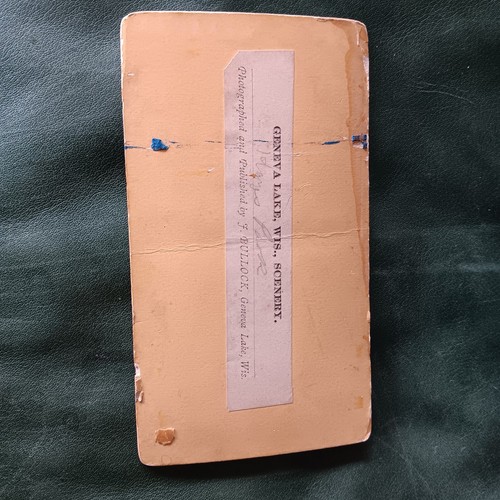 GENEVA LAKE, WIS., SCENERY.
Photographed and Published by J. BULLOCK, Geneva Lake, Wis.